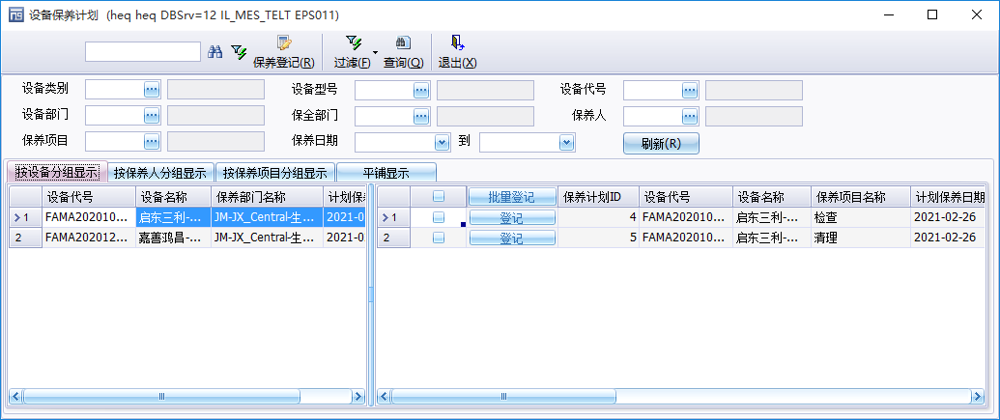 设备保养计划 (heq heq DBSrv=12 IL_MES_TELT EPS011)
保养登记(R) 过滤(F) 查询(Q) 退出(X)
设备类别 设备型号 设备代号
设备部门 保全部门 保养人
保养项目 保养日期 到 刷新(R)
按设备分组显示 按保养人分组显示 按保养项目分组显示 平铺显示
设备代号 设备名称 保养部门名称 计划保 批量登记 保养计划ID 设备代号 设备名称 保养项目名称 计划保养日期
1 FAMA202010... 启东三利-... JM-JX_Central-生... 2021-0 1 登记 4 FAMA202010... 启东三利-... 检查 2021-02-26
2 FAMA202012... 嘉善鸿昌-... JM-JX_Central-生... 2021-0 2 登记 5 FAMA202010... 启东三利-... 清理 2021-02-26